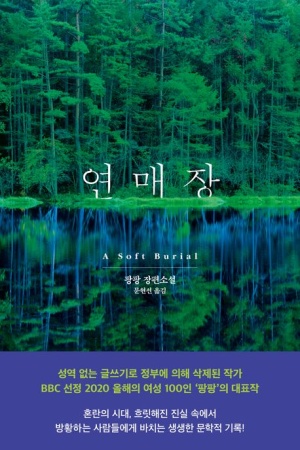 연매장
A Soft Burial
팡팡 장편소설
문현선 옮김
성역 없는 글쓰기로 정부에 의해 삭제된 작가
BBC 선정 2020 올해의 여성 100인 ‘팡팡’의 대표작
혼란의 시대, 흐릿해진 진실 속에서
방황하는 사람들에게 바치는 생생한 문학적 기록!